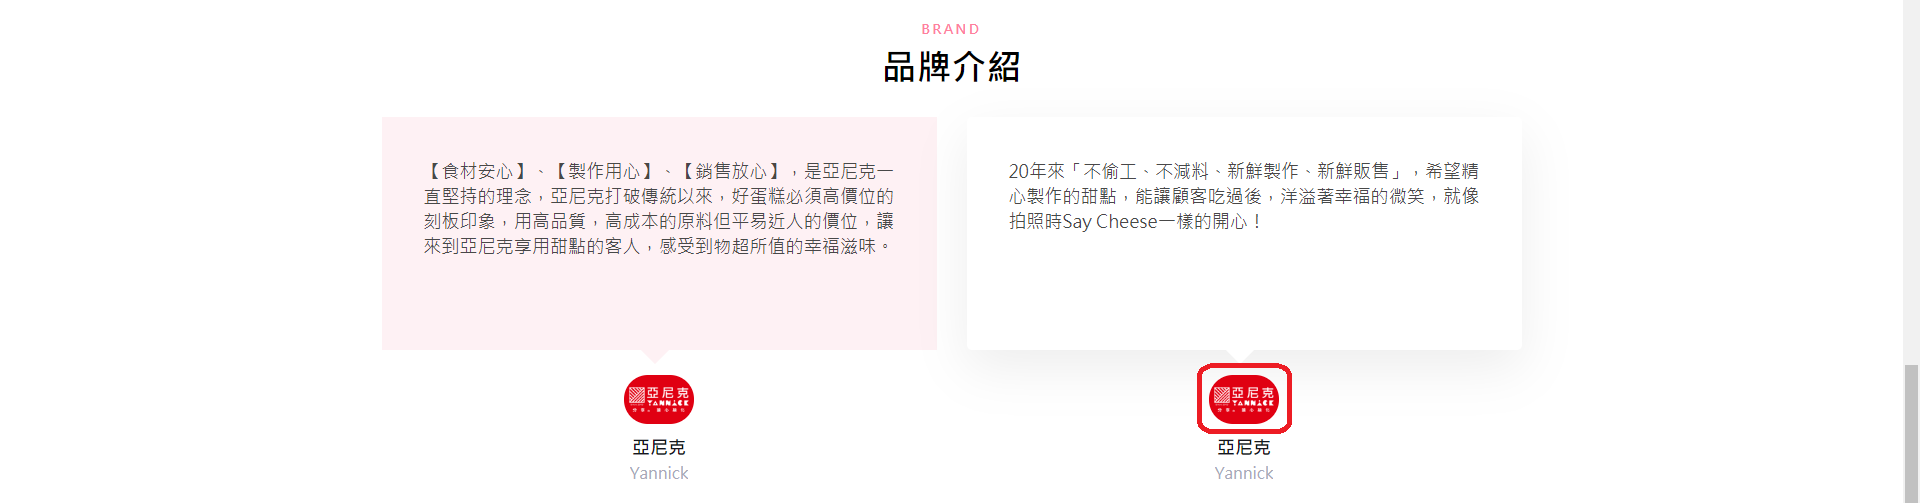 BRAND
品牌介紹
【食材安心】、【製作用心】、【銷售放心】，是亞尼克一
直堅持的理念，亞尼克打破傳統以來，好蛋糕必須高價位的
刻板印象，用高品質，高成本的原料但平易近人的價位，讓
來到亞尼克享用甜點的客人，感受到物超所值的幸福滋味。
20年來「不偷工、不減料、新鮮製作、新鮮販售」，希望精
心製作的甜點，能讓顧客吃過後，洋溢著幸福的微笑，就像
拍照時Say Cheese一樣的開心！
亞尼克
YANNICK
亞尼克
Yannick
亞尼克
YANNICK
亞尼克
Yannick